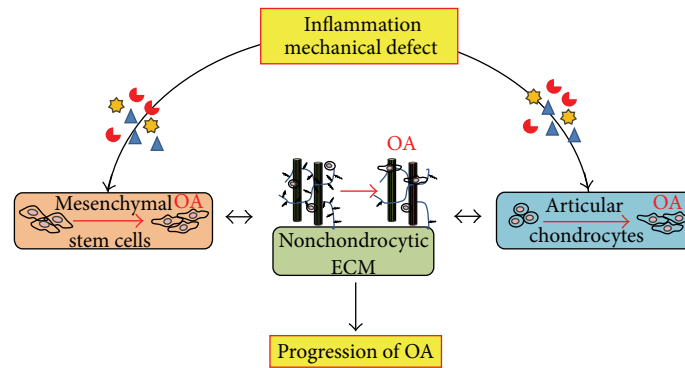 Inflammation
mechanical defect
OA
Mesenchymal OA
stem cells
Nonchondrocytic
ECM
Articular OA
chondrocytes
Progression of OA